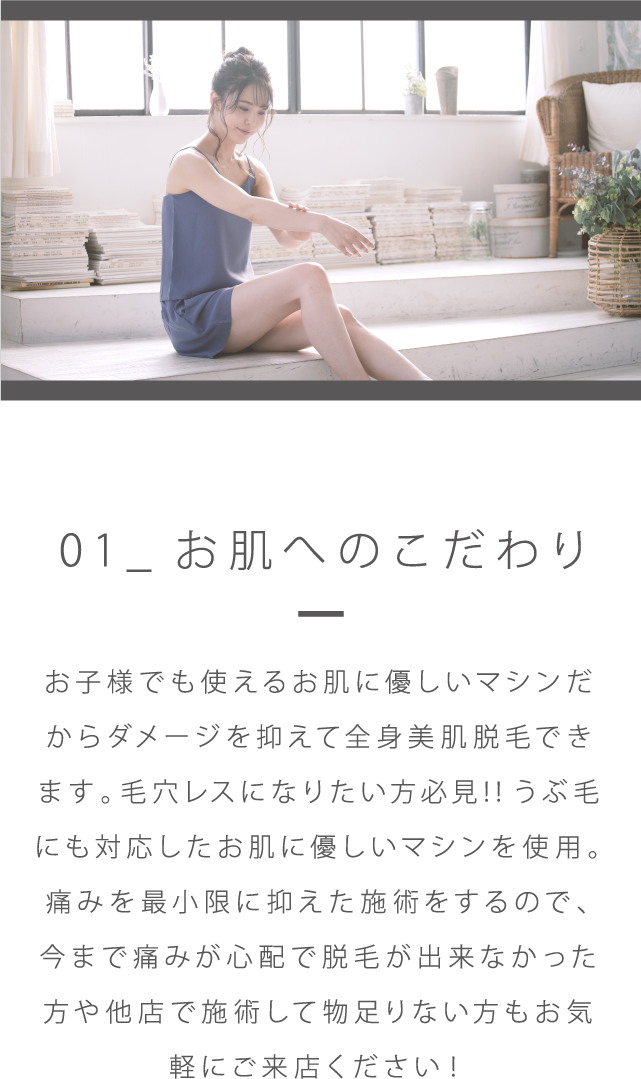 01_ お肌へのこだわり
お子様でも使えるお肌に優しいマシンだ
からダメージを抑えて全身美肌脱毛でき
ます。毛穴レスになりたい方必見!! うぶ毛
にも対応したお肌に優しいマシンを使用。
痛みを最小限に抑えた施術をするので、
今まで痛みが心配で脱毛が出来なかった
方や他店で施術して物足りない方もお気
軽にご来店ください!